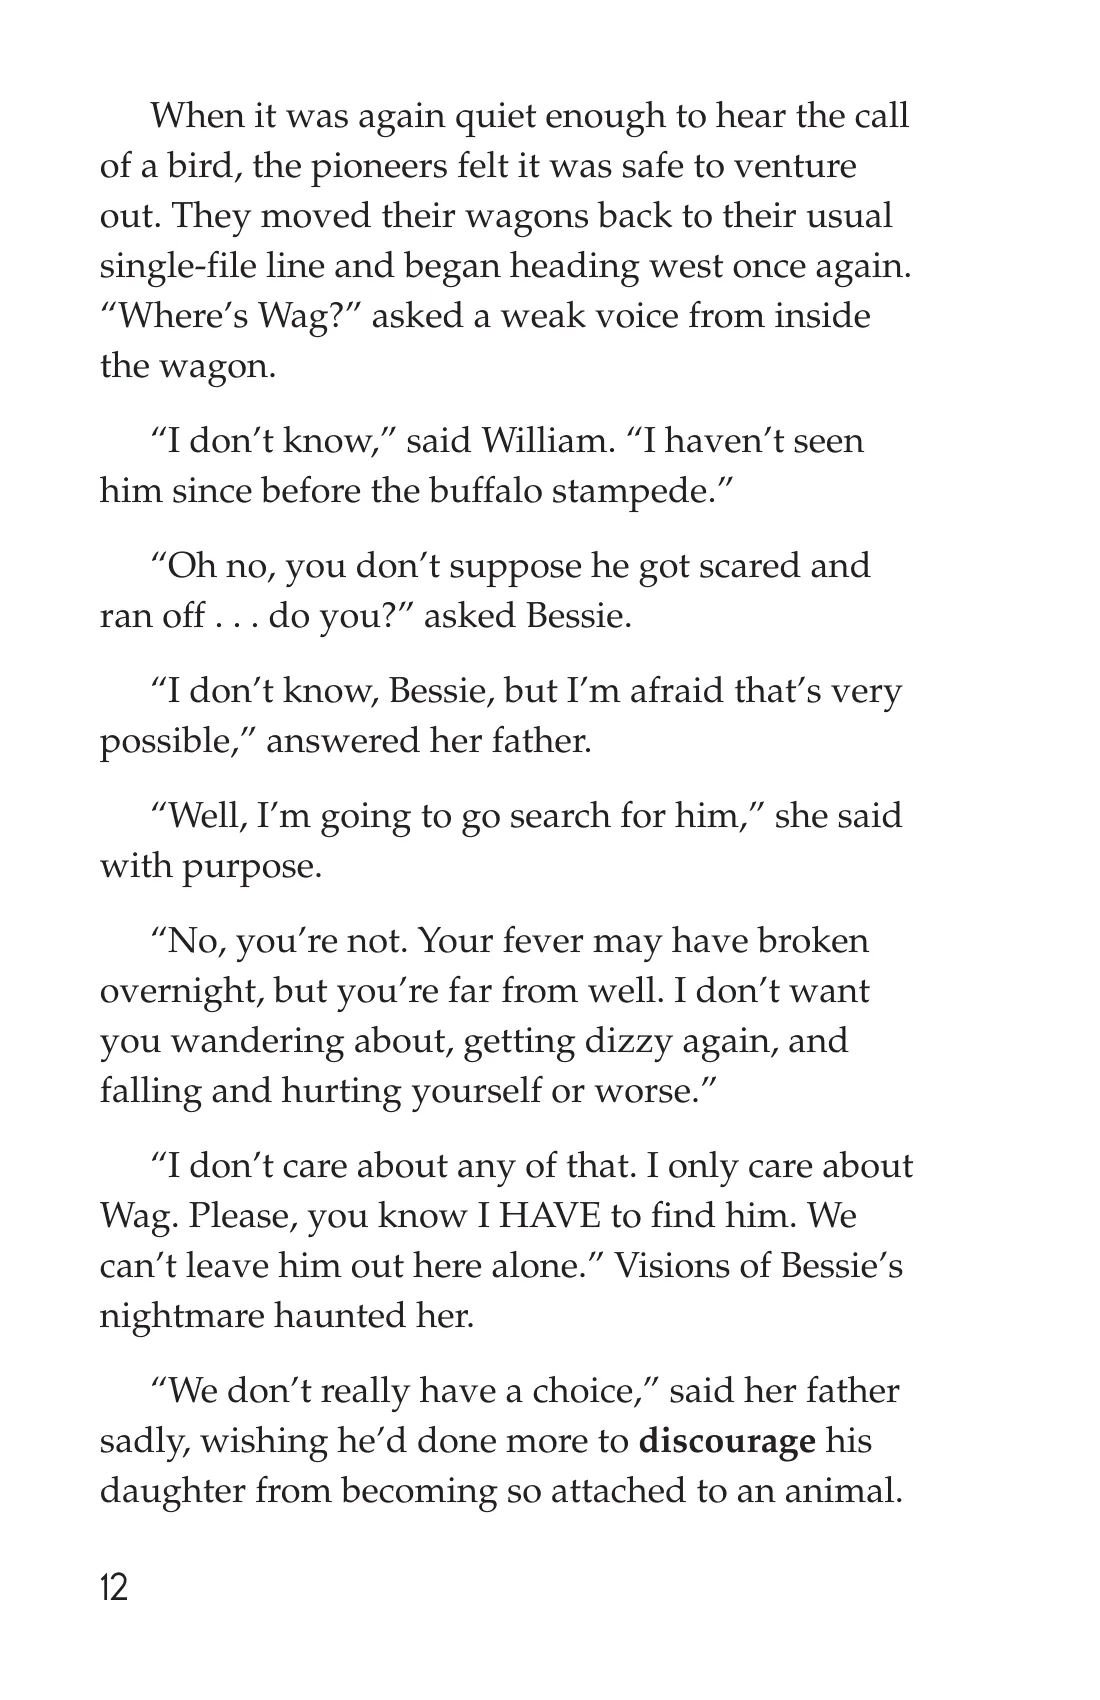 When it was again quiet enough to hear the call
of a bird, the pioneers felt it was safe to venture
out. They moved their wagons back to their usual
single-file line and began heading west once again.
“Where’s Wag?” asked a weak voice from inside
the wagon.
“I don’t know,” said William. “I haven’t seen
him since before the buffalo stampede.”
“Oh no, you don’t suppose he got scared and
ran off . . . do you?” asked Bessie.
“I don’t know, Bessie, but I’m afraid that’s very
possible,” answered her father.
“Well, I’m going to go search for him,” she said
with purpose.
“No, you’re not. Your fever may have broken
overnight, but you’re far from well. I don’t want
you wandering about, getting dizzy again, and
falling and hurting yourself or worse.”
“I don’t care about any of that. I only care about
Wag. Please, you know I HAVE to find him. We
can’t leave him out here alone.” Visions of Bessie’s
nightmare haunted her.
“We don’t really have a choice,” said her father
sadly, wishing he’d done more to discourage his
daughter from becoming so attached to an animal.
12